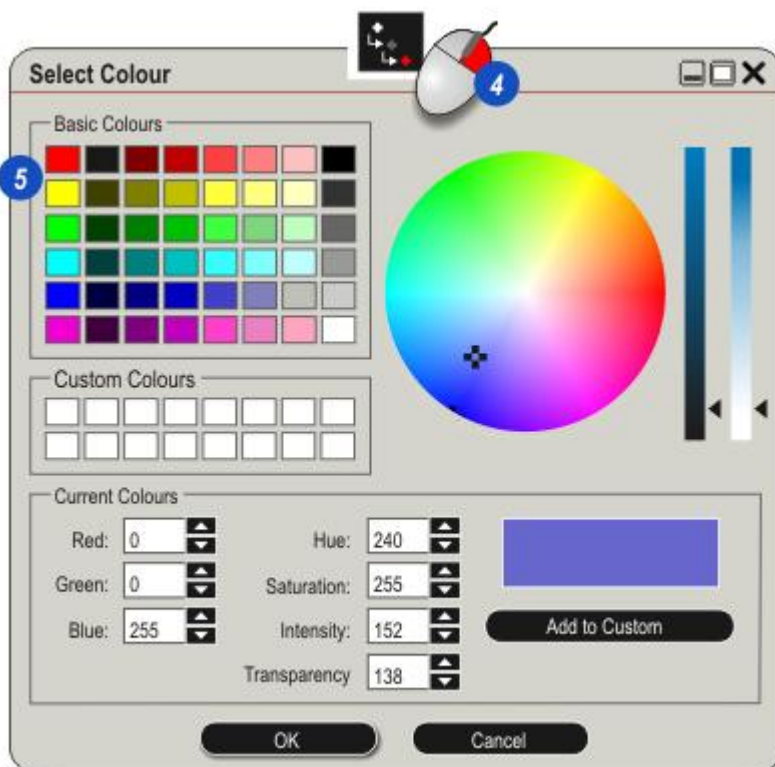 4
Select Colour
Basic Colours
5
Custom Colours
Current Colours
Red: 0
Hue: 240
Green: 0
Saturation: 255
Blue: 255
Intensity: 152
Add to Custom
Transparency 138
OK
Cancel